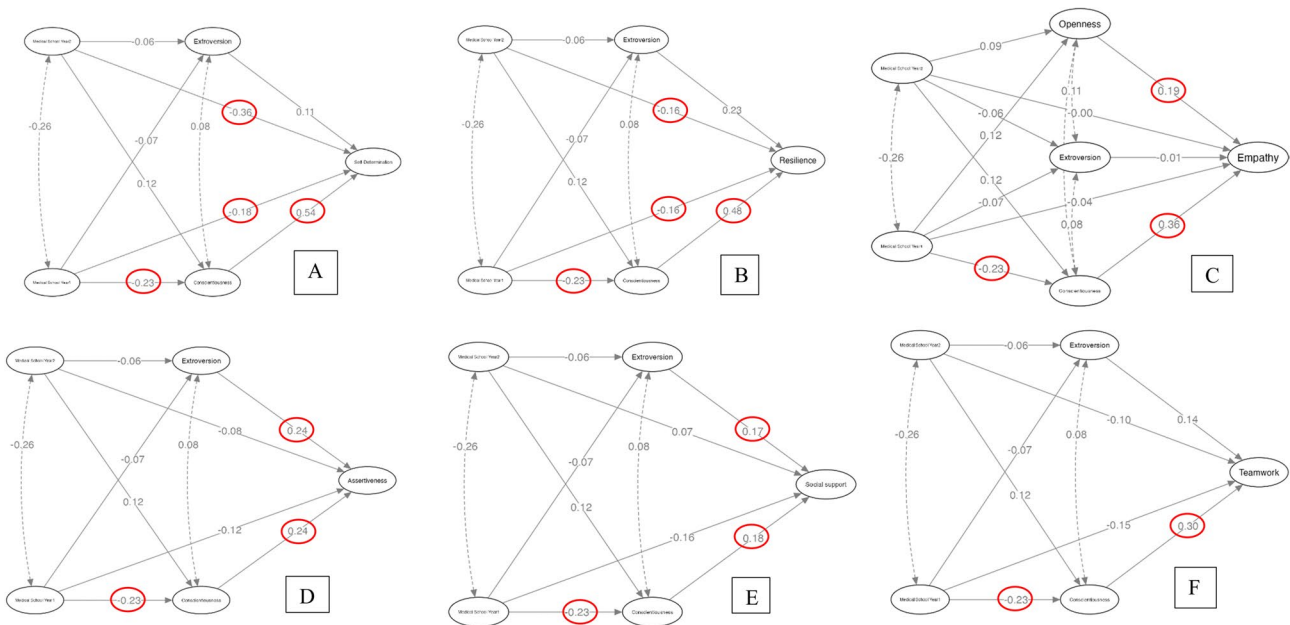 Medical School Year2
-0.06
Extroversion
-0.26
-0.36
0.11
0.08
-0.07
0.12
Self Determination
-0.18
0.54
Medical School Year1
-0.23
Conscientiousness
A
Medical School Year2
-0.06
Extroversion
-0.26
-0.16
0.23
0.08
-0.07
0.12
Resilience
-0.16
0.48
Medical School Year1
-0.23
Conscientiousness
B
Openness
0.09
Medical School Year2
0.19
0.11
-0.06
-0.00
0.12
-0.26
Extroversion
-0.01
Empathy
0.12
-0.07
-0.04
0.08
0.36
Medical School Year1
-0.23
Conscientiousness
C
Medical School Year2
-0.06
Extroversion
-0.26
-0.08
0.24
0.08
-0.07
0.12
Assertiveness
-0.12
0.24
Medical School Year1
-0.23
Conscientiousness
D
Medical School Year2
-0.06
Extroversion
-0.26
0.07
0.17
0.08
-0.07
0.12
Social support
-0.16
0.18
Medical School Year1
-0.23
Conscientiousness
E
Medical School Year2
-0.06
Extroversion
-0.26
-0.10
0.14
0.08
-0.07
0.12
Teamwork
-0.15
0.30
Medical School Year1
-0.23
Conscientiousness
F